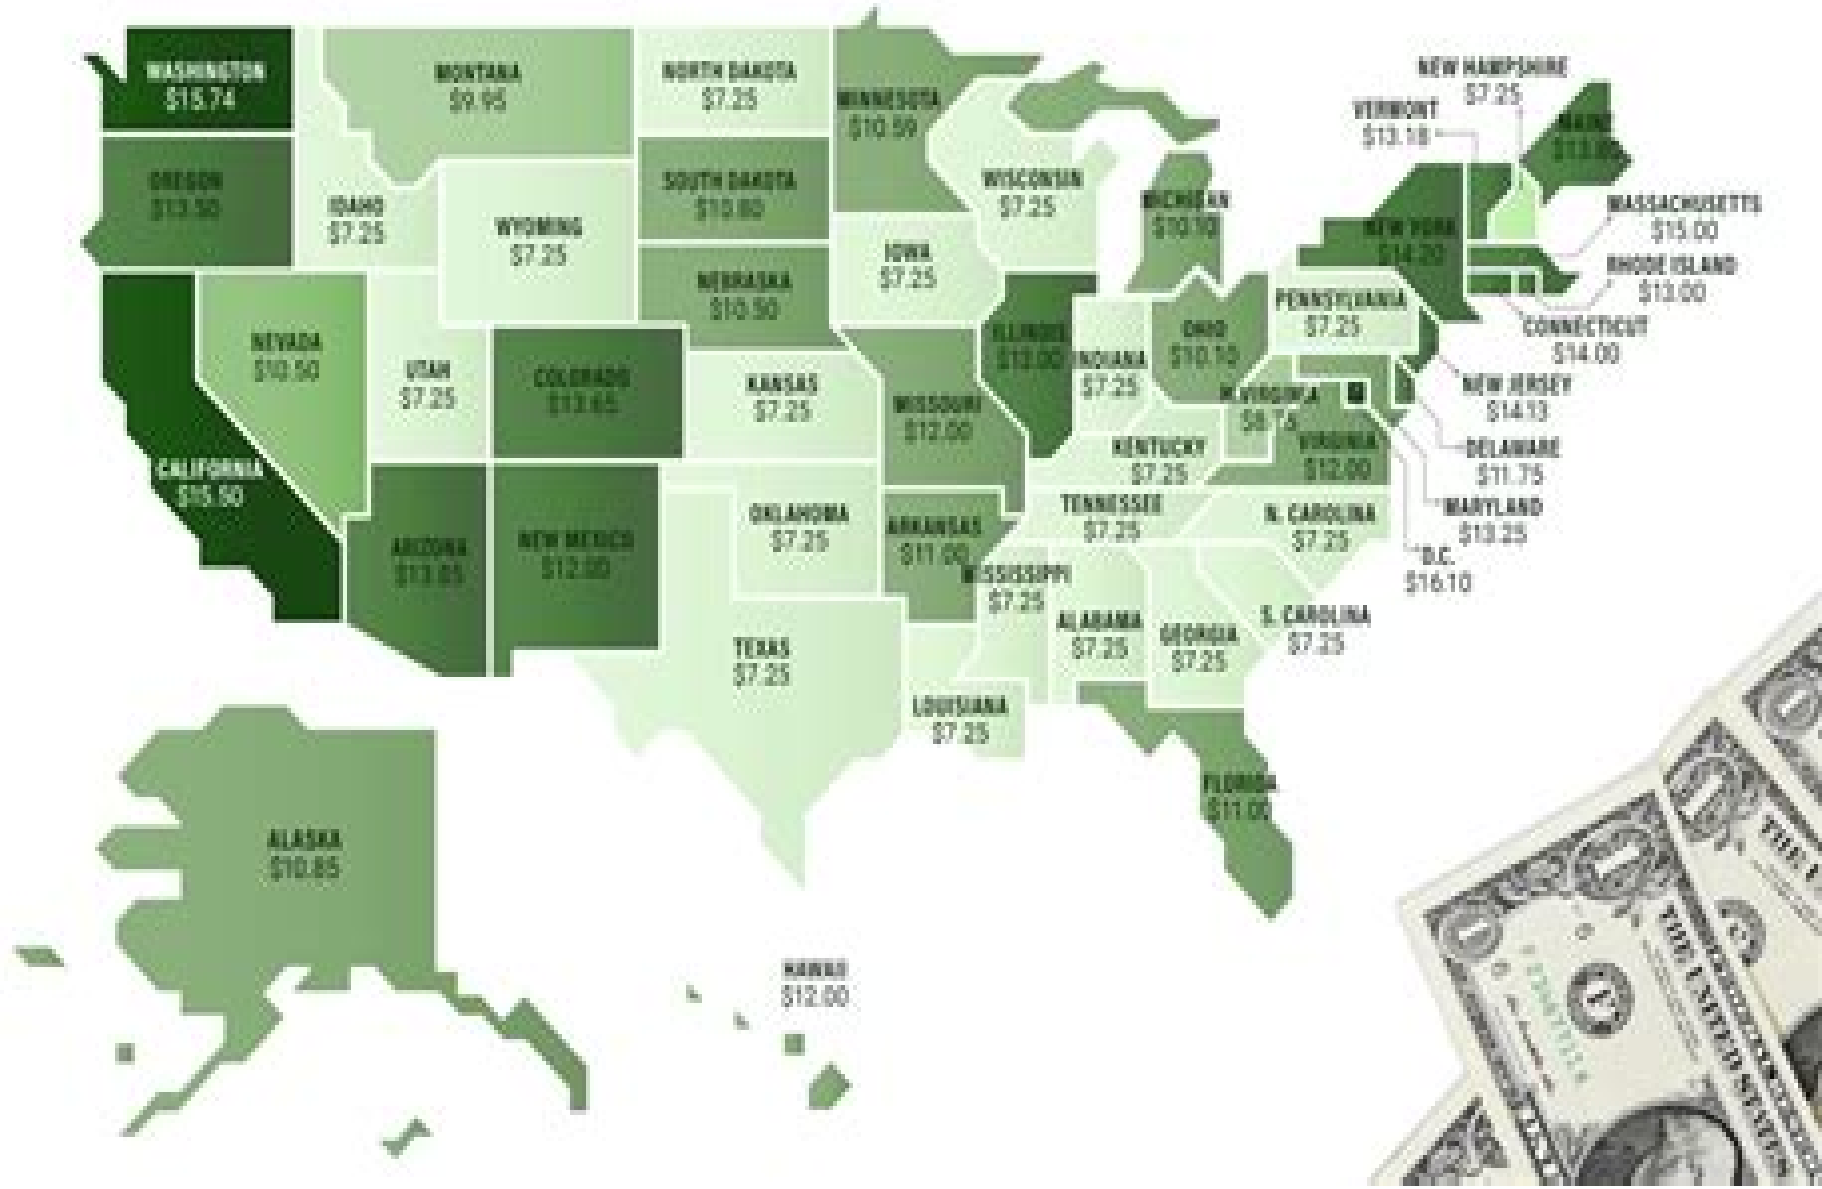 WASHINGTON
$15.74
MONTANA
$9.95
NORTH DAKOTA
$7.25
MINNESOTA
$10.59
NEW HAMPSHIRE
$7.25
VERMONT
$13.18
MAINE
OREGON
$13.50
IDAHO
$7.25
WYOMING
$7.25
SOUTH DAKOTA
$10.80
WISCONSIN
$7.25
MICHIGAN
$10.10
NEW YORK
$14.20
MASSACHUSETTS
$15.00
RHODE ISLAND
$13.00
CONNECTICUT
$14.00
NEBRASKA
$10.50
IOWA
$7.25
NEVADA
$10.50
UTAH
$7.25
COLORADO
$13.65
KANSAS
$7.25
MISSOURI
$12.00
ILLINOIS
$13.00
INDIANA
$7.25
OHIO
$10.10
PENNSYLVANIA
$7.25
NEW JERSEY
$14.13
W. VIRGINIA
$8.75
VIRGINIA
$12.00
KENTUCKY
$7.25
DELAWARE
$11.75
MARYLAND
$13.25
D.C.
$16.10
CALIFORNIA
$15.50
ARIZONA
$13.85
NEW MEXICO
$12.00
OKLAHOMA
$7.25
ARKANSAS
$11.00
TENNESSEE
$7.25
N. CAROLINA
$7.25
MISSISSIPPI
$7.25
ALABAMA
$7.25
GEORGIA
$7.25
S. CAROLINA
$7.25
TEXAS
$7.25
LOUISIANA
$7.25
FLORIDA
$11.00
ALASKA
$10.85
HAWAII
$12.00
THE UNITED STATES
THE